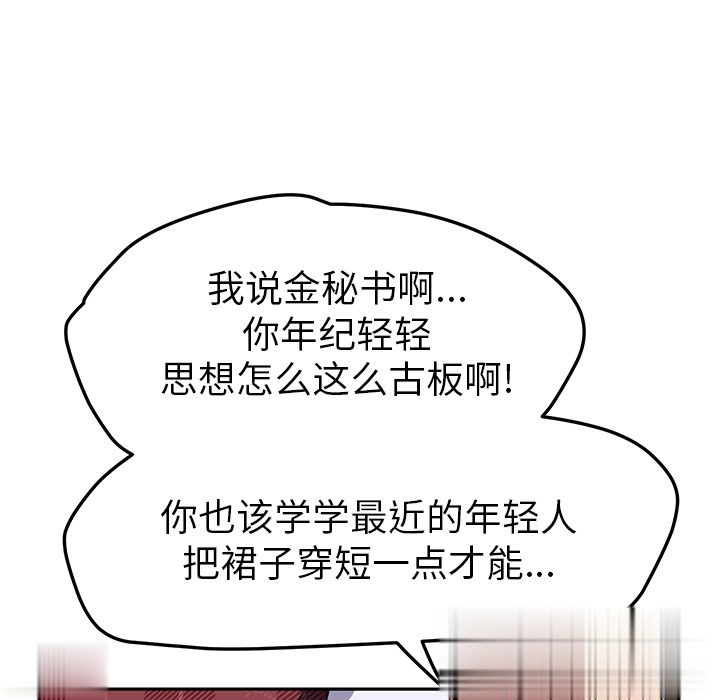 我说金秘书啊...
你年纪轻轻
思想怎么这么古板啊!
你也该学学最近的年轻人
把裙子穿短一点才能...